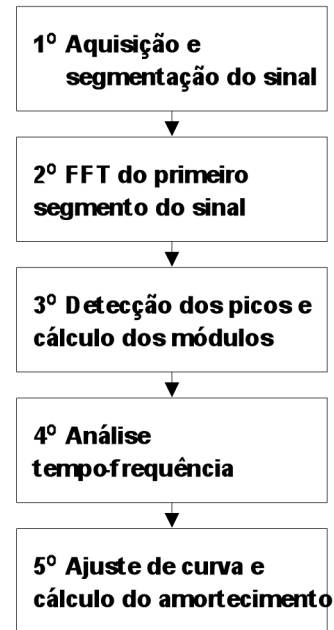 1º Aquisição e
segmentação do sinal
2º FFT do primeiro
segmento do sinal
3º Detecção dos picos e
cálculo dos módulos
4º Análise
tempo-frequência
5º Ajuste de curva e
cálculo do amortecimento